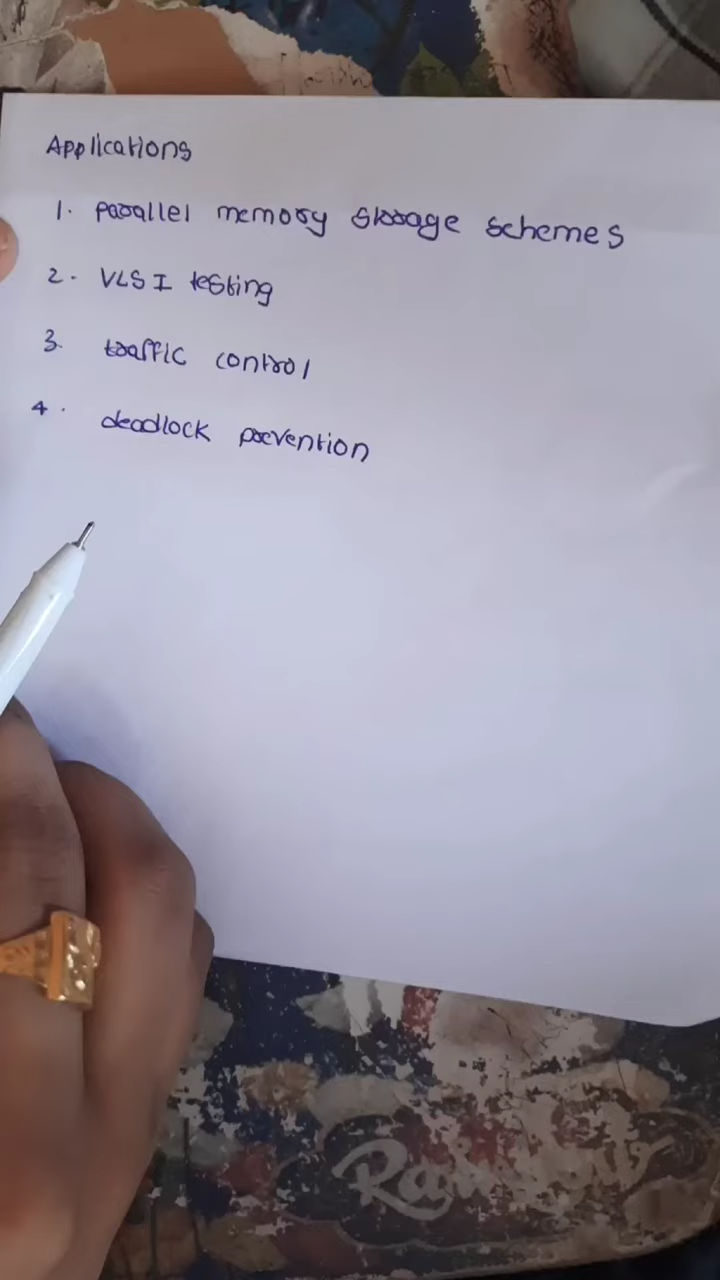 Applications
1. parallel memory storage schemes
2. VLSI testing
3. traffic control
4. deadlock prevention